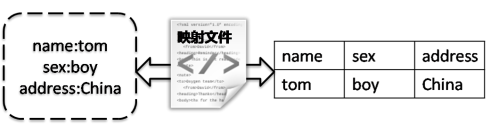 name:tom
sex:boy
address:China
映射文件
</>
name sex address
tom boy China